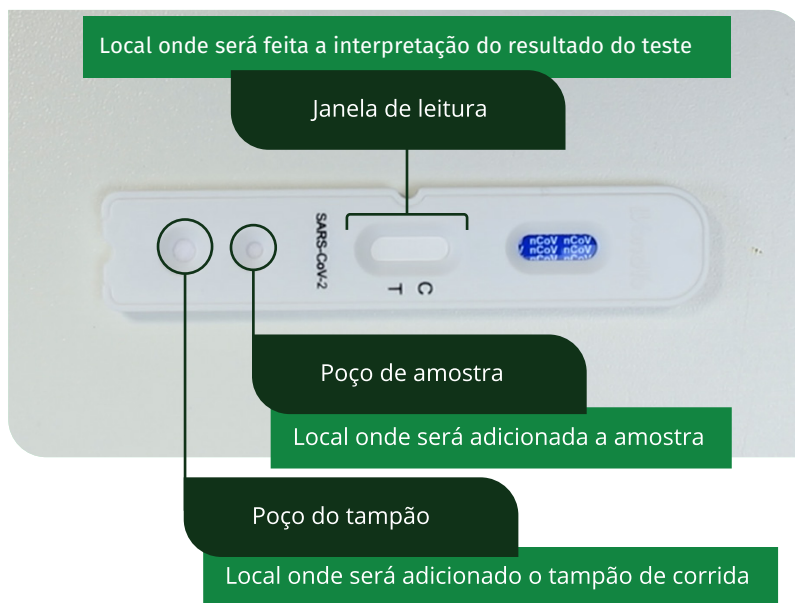 Local onde será feita a interpretação do resultado do teste
Janela de leitura
SARS-CoV-2
T
C
nCoV nCoV
nCoV nCoV
Poço de amostra
Local onde será adicionada a amostra
Poço do tampão
Local onde será adicionado o tampão de corrida